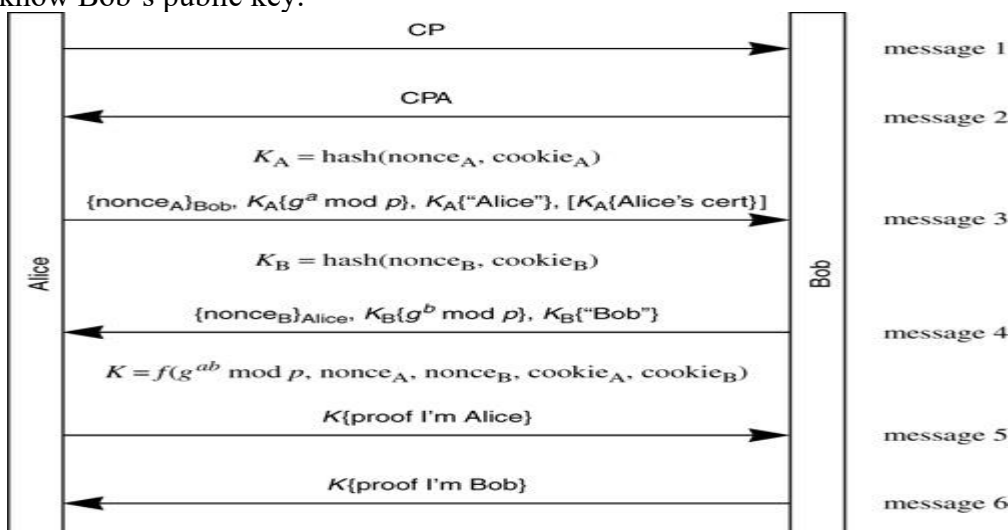 know Bob's public key.
CP
message 1
CPA
message 2
K_A = hash(nonce_A, cookie_A)
{nonce_A}_Bob, K_A{g^a mod p}, K_A{“Alice”}, [K_A{Alice's cert}]
message 3
K_B = hash(nonce_B, cookie_B)
Alice
Bob
{nonce_B}_Alice, K_B{g^b mod p}, K_B{“Bob”}
message 4
K = f(g^ab mod p, nonce_A, nonce_B, cookie_A, cookie_B)
K{proof I'm Alice}
message 5
K{proof I'm Bob}
message 6